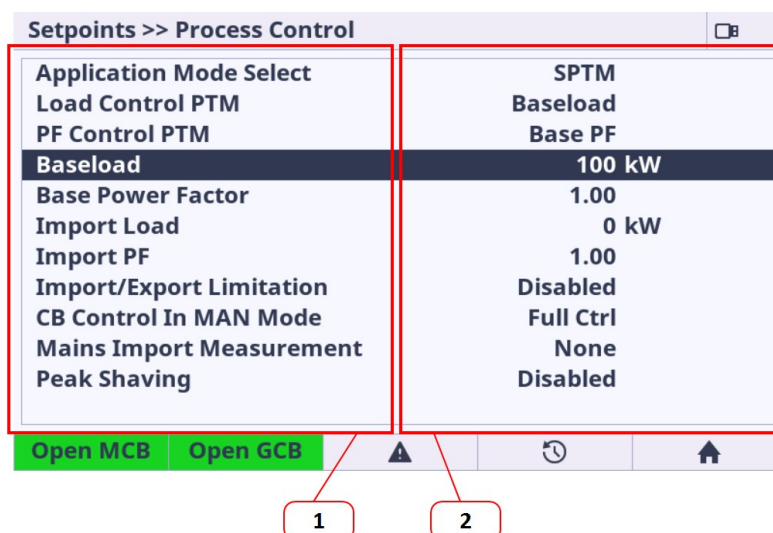 Setpoints >> Process Control
Application Mode Select SPTM
Load Control PTM Baseload
PF Control PTM Base PF
Baseload 100 kW
Base Power Factor 1.00
Import Load 0 kW
Import PF 1.00
Import/Export Limitation Disabled
CB Control In MAN Mode Full Ctrl
Mains Import Measurement None
Peak Shaving Disabled
Open MCB Open GCB
1 2